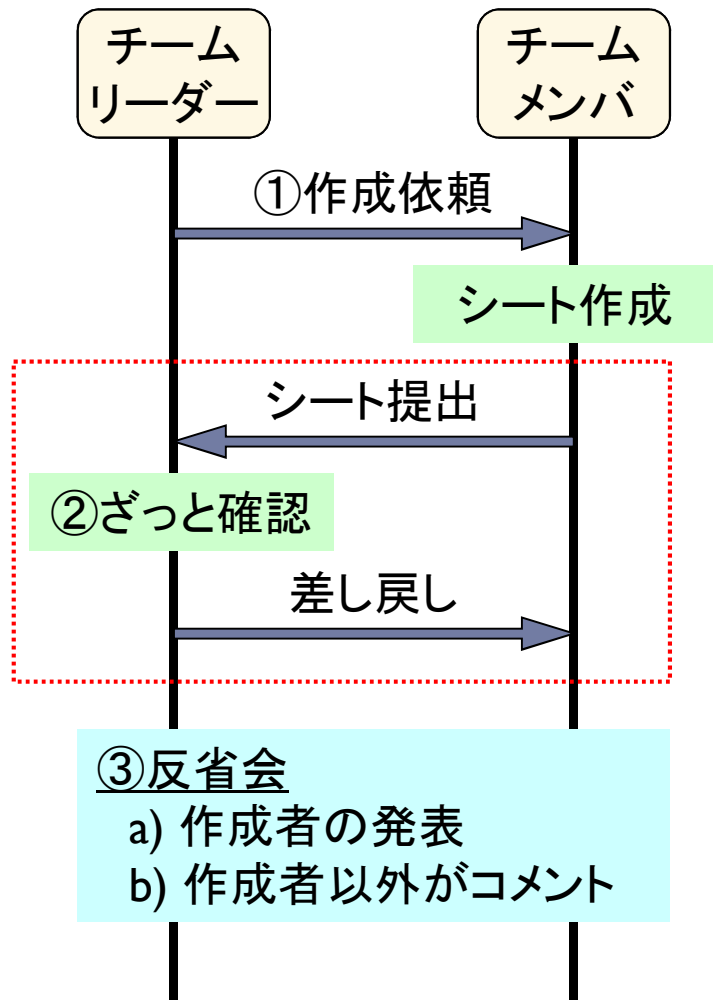 チーム
リーダー
チーム
メンバ
①作成依頼
シート作成
シート提出
②ざっと確認
差し戻し
③反省会
a) 作成者の発表
b) 作成者以外がコメント